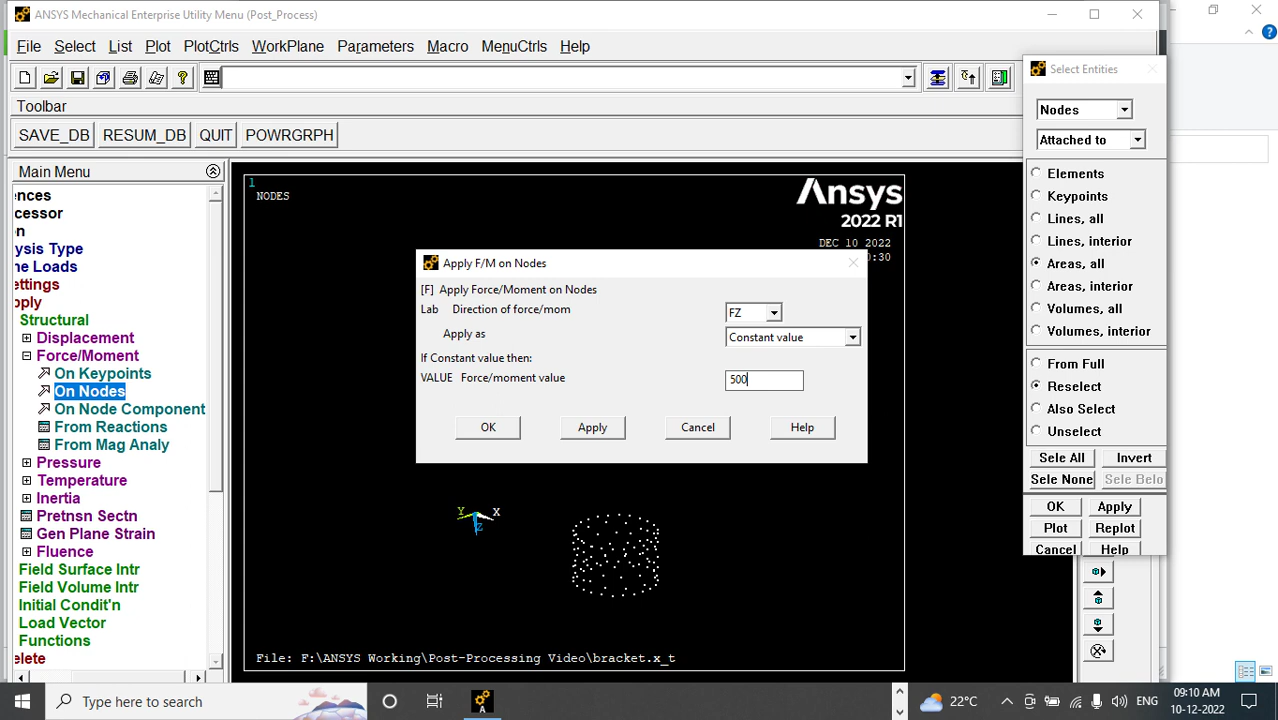 ANSYS Mechanical Enterprise Utility Menu (Post_Process)
File Select List Plot PlotCtrls WorkPlane Parameters Macro MenuCtrls Help
Toolbar
SAVE_DB RESUM_DB QUIT POWRGRPH
Main Menu
ences
cessor
on
ysis Type
ne Loads
ettings
pply
Structural
Displacement
Force/Moment
On Keypoints
On Nodes
On Node Component
From Reactions
From Mag Analy
Pressure
Temperature
Inertia
Pretnsn Sectn
Gen Plane Strain
Fluence
Field Surface Intr
Field Volume Intr
Initial Condit'n
Load Vector
Functions
elete
1
NODES
Ansys
2022 R1
DEC 10 2022
0:30
Apply F/M on Nodes
[F] Apply Force/Moment on Nodes
Lab Direction of force/mom FZ
Apply as Constant value
If Constant value then:
VALUE Force/moment value 500
OK Apply Cancel Help
Y X
Z
File: F:\ANSYS Working\Post-Processing Video\bracket.x_t
Select Entities
Nodes
Attached to
Elements
Keypoints
Lines, all
Lines, interior
Areas, all
Areas, interior
Volumes, all
Volumes, interior
From Full
Reselect
Also Select
Unselect
Sele All Invert
Sele None Sele Belo
OK Apply
Plot Replot
Cancel Help
Type here to search
A
22°C
ENG
09:10 AM
10-12-2022